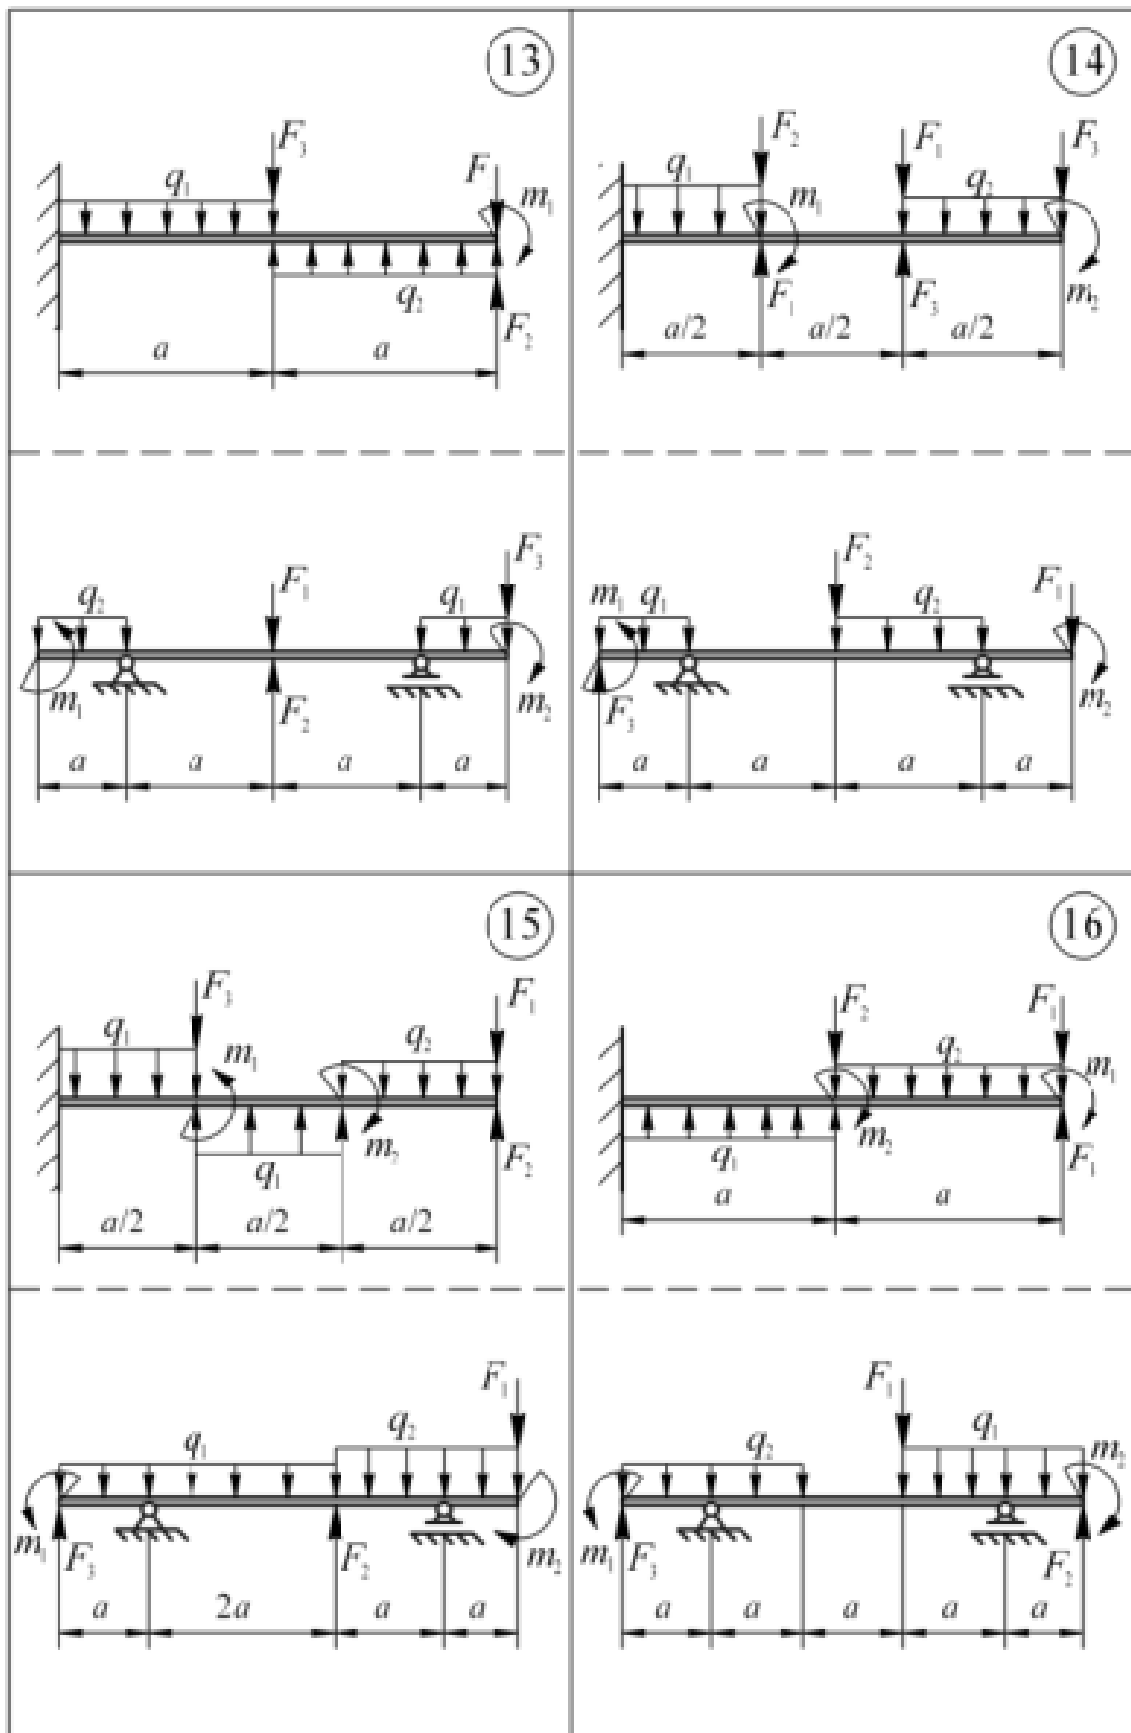 13
F₃
F
q₁
m₁
q₂
F₂
a a
q₂
F₁
q₁
F₃
m₁
F₂
m₂
a a a a
14
F₂
F₁
F₃
q₁
m₁
q₂
F₁
F₃
m₂
a/2 a/2 a/2
m₁ q₁
F₂
q₂
F₁
F₃
m₂
a a a a
15
F₃
F₁
q₁
m₁
q₂
m₂
q₁
F₂
a/2 a/2 a/2
F₁
q₁
q₂
m₁ F₃
F₂
m₂
a 2a a a
16
F₂
F₁
q₂
m₁
q₁
m₂
F₁
a a
F₁
q₂
q₁
m₂
m₁ F₃
F₂
a a a a a